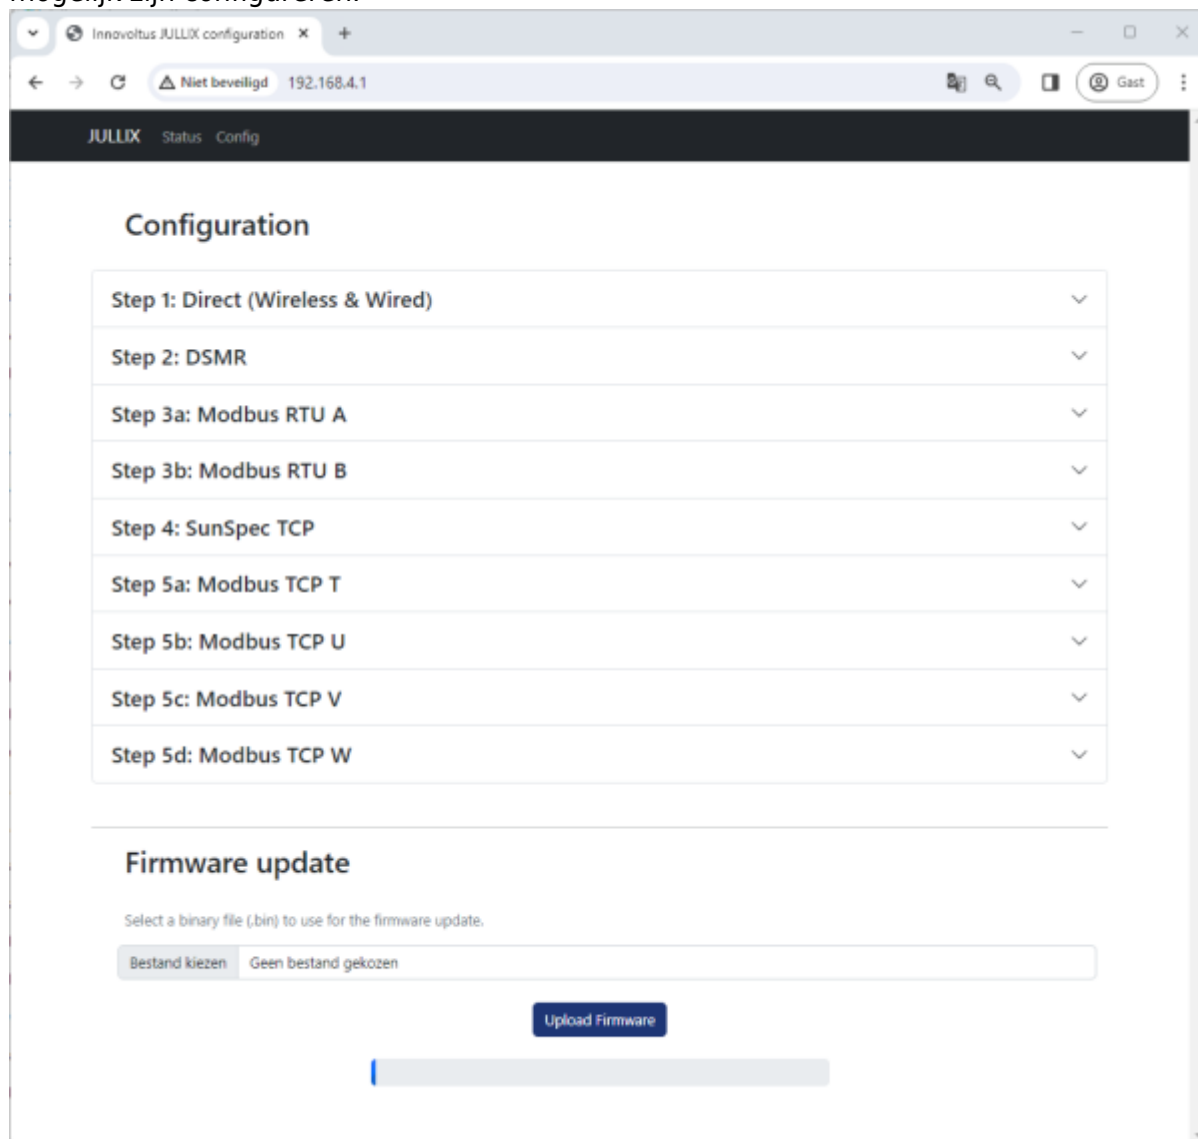 mogelijk zijn configureren.
Innovoltus JULLIX configuration
Niet beveiligd 192.168.4.1 Gast
JULLIX Status Config
Configuration
Step 1: Direct (Wireless & Wired)
Step 2: DSMR
Step 3a: Modbus RTU A
Step 3b: Modbus RTU B
Step 4: SunSpec TCP
Step 5a: Modbus TCP T
Step 5b: Modbus TCP U
Step 5c: Modbus TCP V
Step 5d: Modbus TCP W
Firmware update
Select a binary file (.bin) to use for the firmware update.
Bestand kiezen Geen bestand gekozen
Upload Firmware